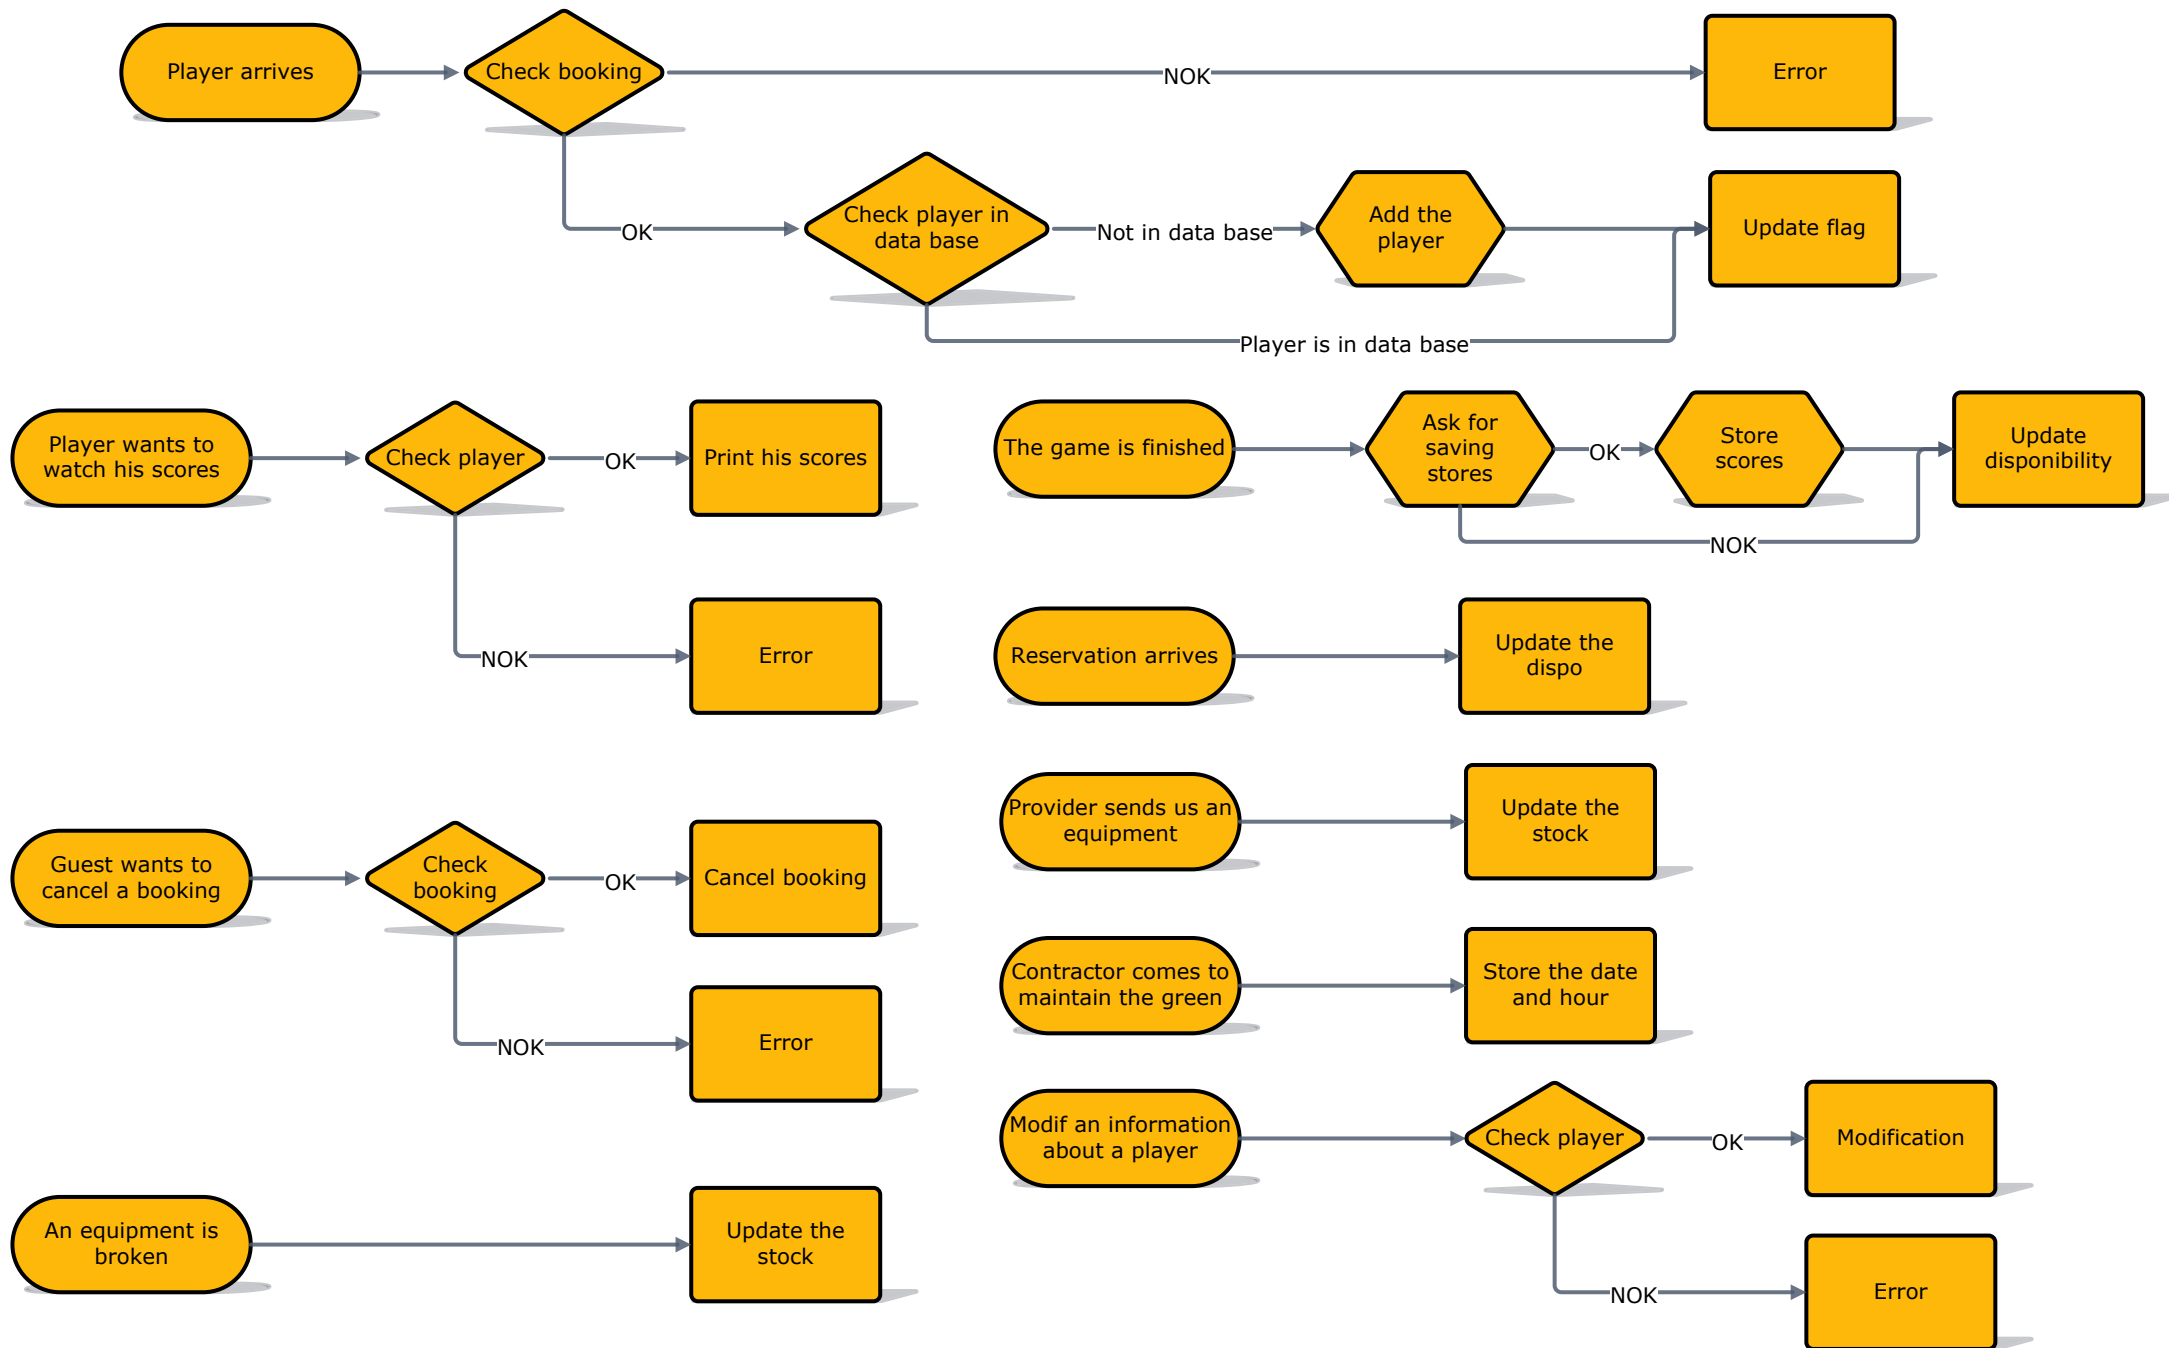 Player arrives
Check booking
NOK
Error
OK
Check player in
data base
Not in data base
Add the
player
Update flag
Player is in data base
Player wants to
watch his scores
Check player
OK
Print his scores
NOK
Error
The game is finished
Ask for
saving
stores
OK
Store
scores
Update
disponibility
NOK
Reservation arrives
Update the
dispo
Provider sends us an
equipment
Update the
stock
Guest wants to
cancel a booking
Check
booking
OK
Cancel booking
NOK
Error
Contractor comes to
maintain the green
Store the date
and hour
Modif an information
about a player
Check player
OK
Modification
NOK
Error
An equipment is
broken
Update the
stock